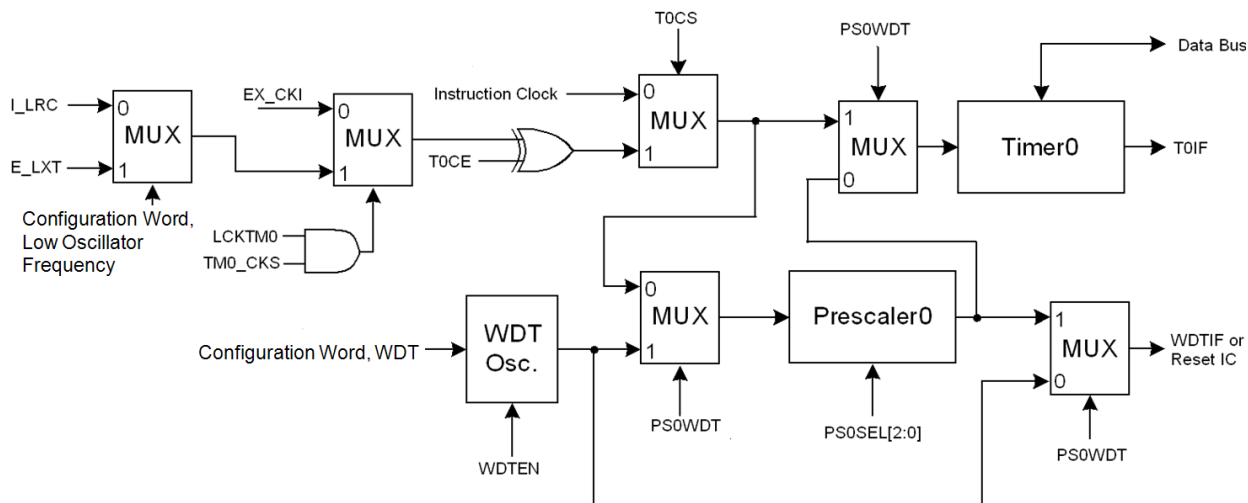 T0CS
PS0WDT
Data Bus
I_LRC
0
MUX
E_LXT
1
EX_CKI
0
MUX
1
T0CE
Instruction Clock
0
MUX
1
1
MUX
0
Timer0
T0IF
Configuration Word,
Low Oscillator
Frequency
LCKTM0
TM0_CKS
Configuration Word, WDT
WDT
Osc.
WDTEN
0
MUX
1
PS0WDT
Prescaler0
PS0SEL[2:0]
1
MUX
0
PS0WDT
WDTIF or
Reset IC